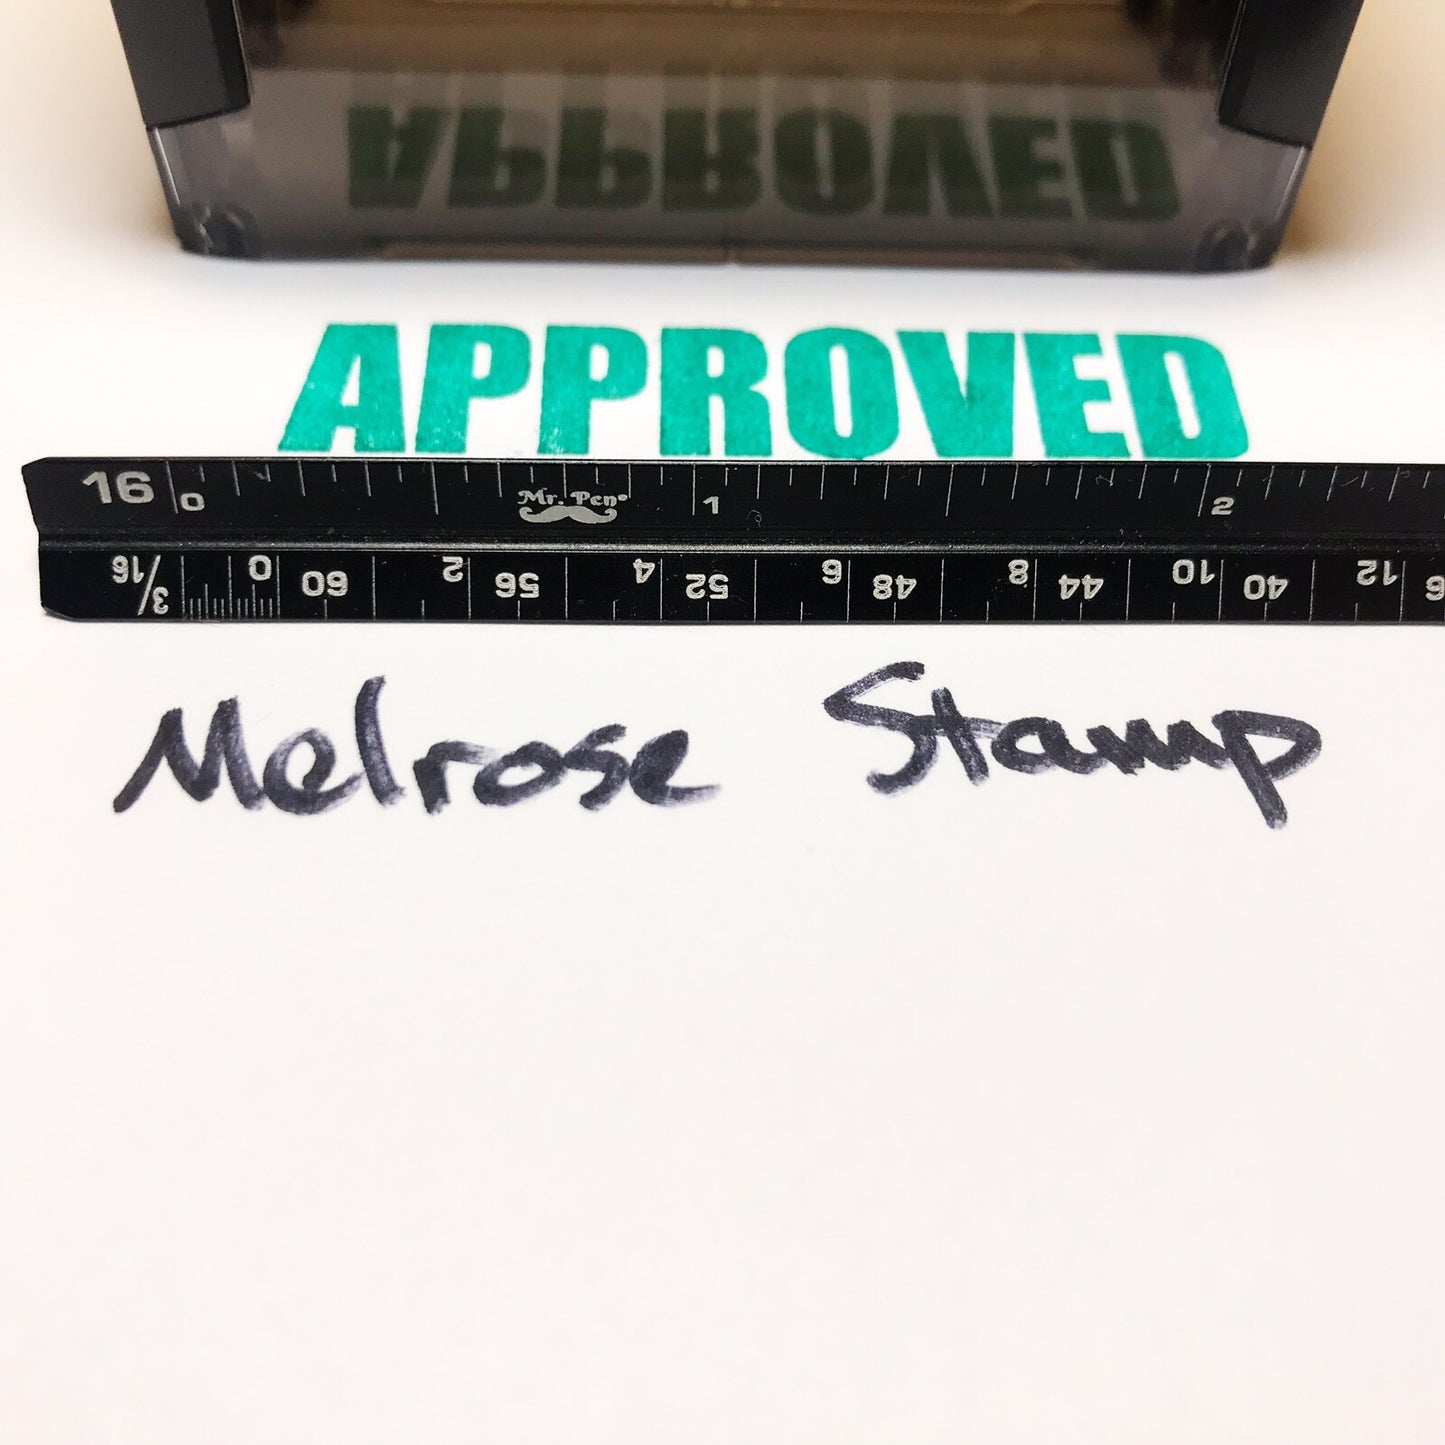 APPROVED
APPROVED
16 0 Mr. Pen® 1 2
3/16 0 60 2 56 4 52 6 48 8 44 10 40 12
Melrose Stamp